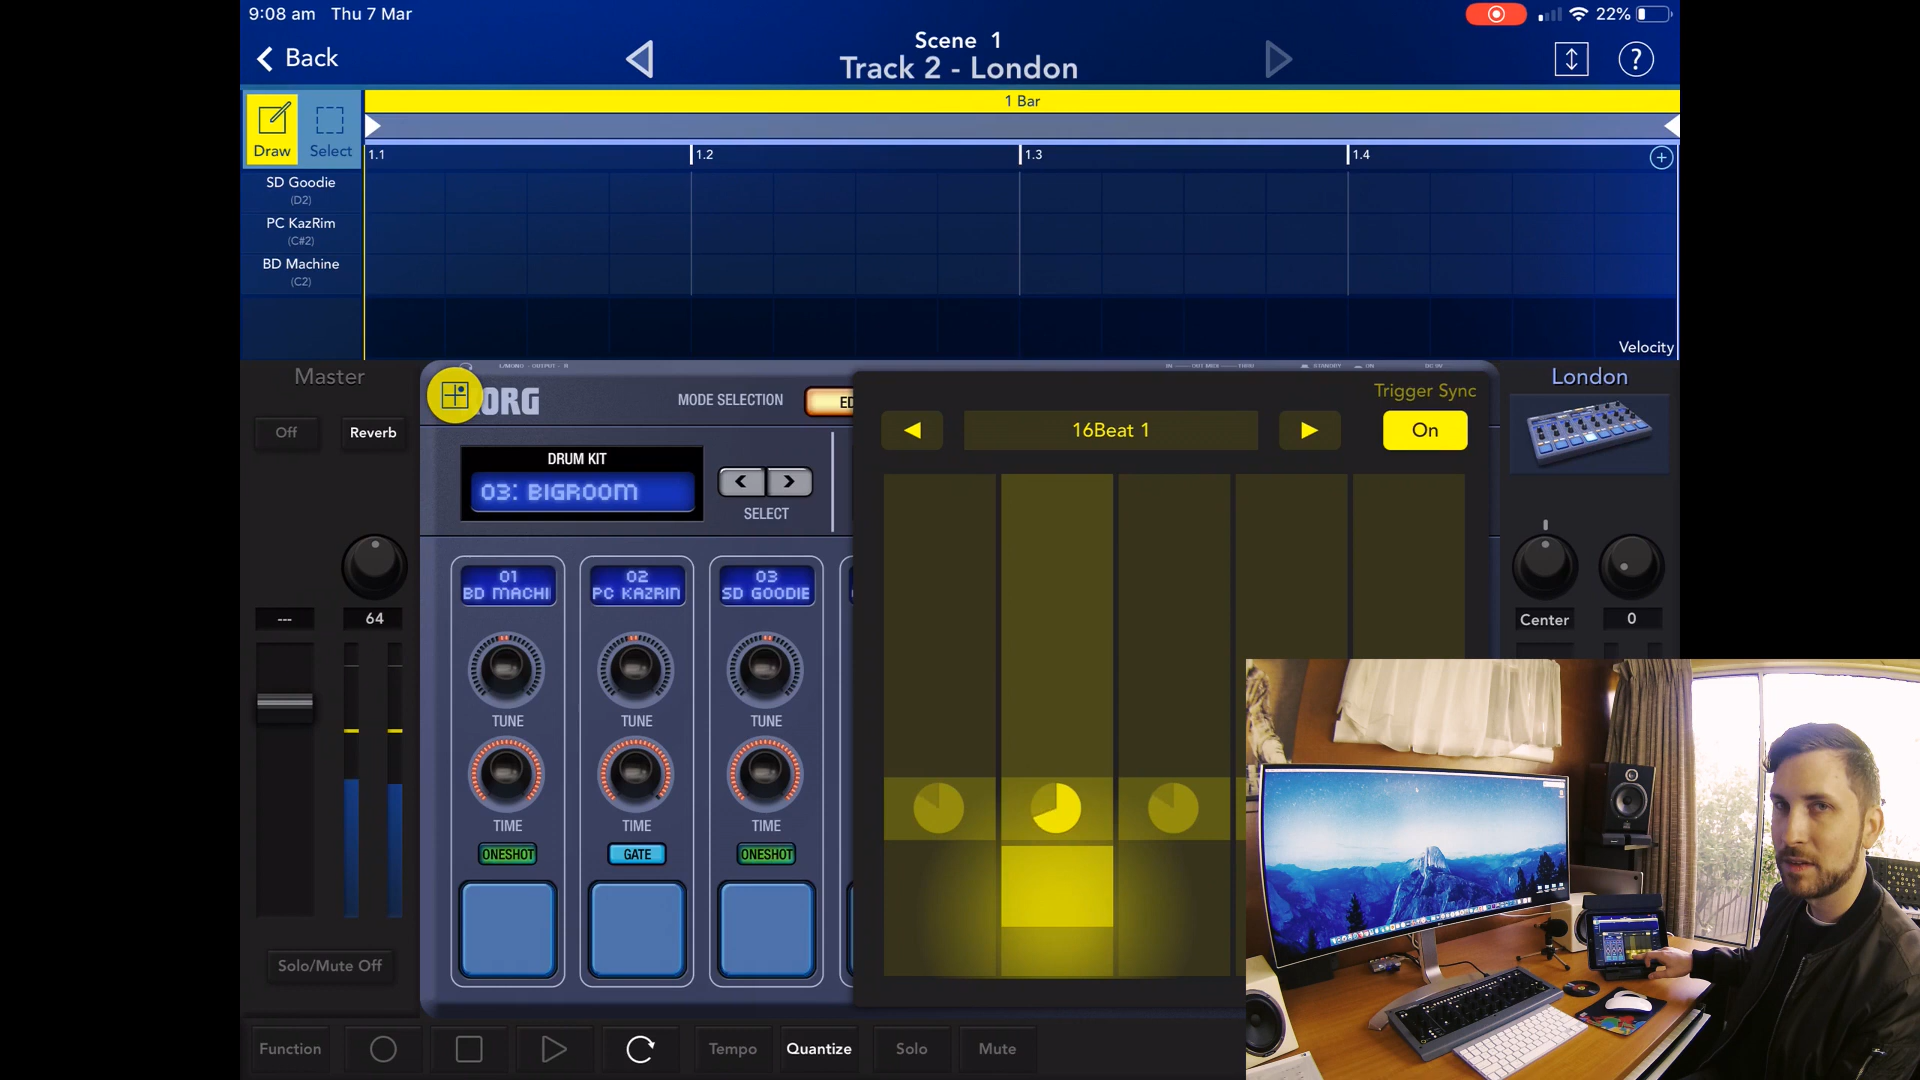 9:08 am Thu 7 Mar
22%
Back
Scene 1
Track 2 - London
?
1 Bar
Draw
Select
1.1
1.2
1.3
1.4
SD Goodie
(D2)
PC KazRim
(C#2)
BD Machine
(C2)
Velocity
Master
Off
Reverb
---
64
Solo/Mute Off
L/MONO - OUTPUT - R
ORG
MODE SELECTION
ED
DRUM KIT
03: BIGROOM
SELECT
01
BD MACHI
02
PC KAZRIN
03
SD GOODIE
TUNE
TUNE
TUNE
TIME
TIME
TIME
ONESHOT
GATE
ONESHOT
Trigger Sync
16Beat 1
On
London
Center
0
Function
Tempo
Quantize
Solo
Mute